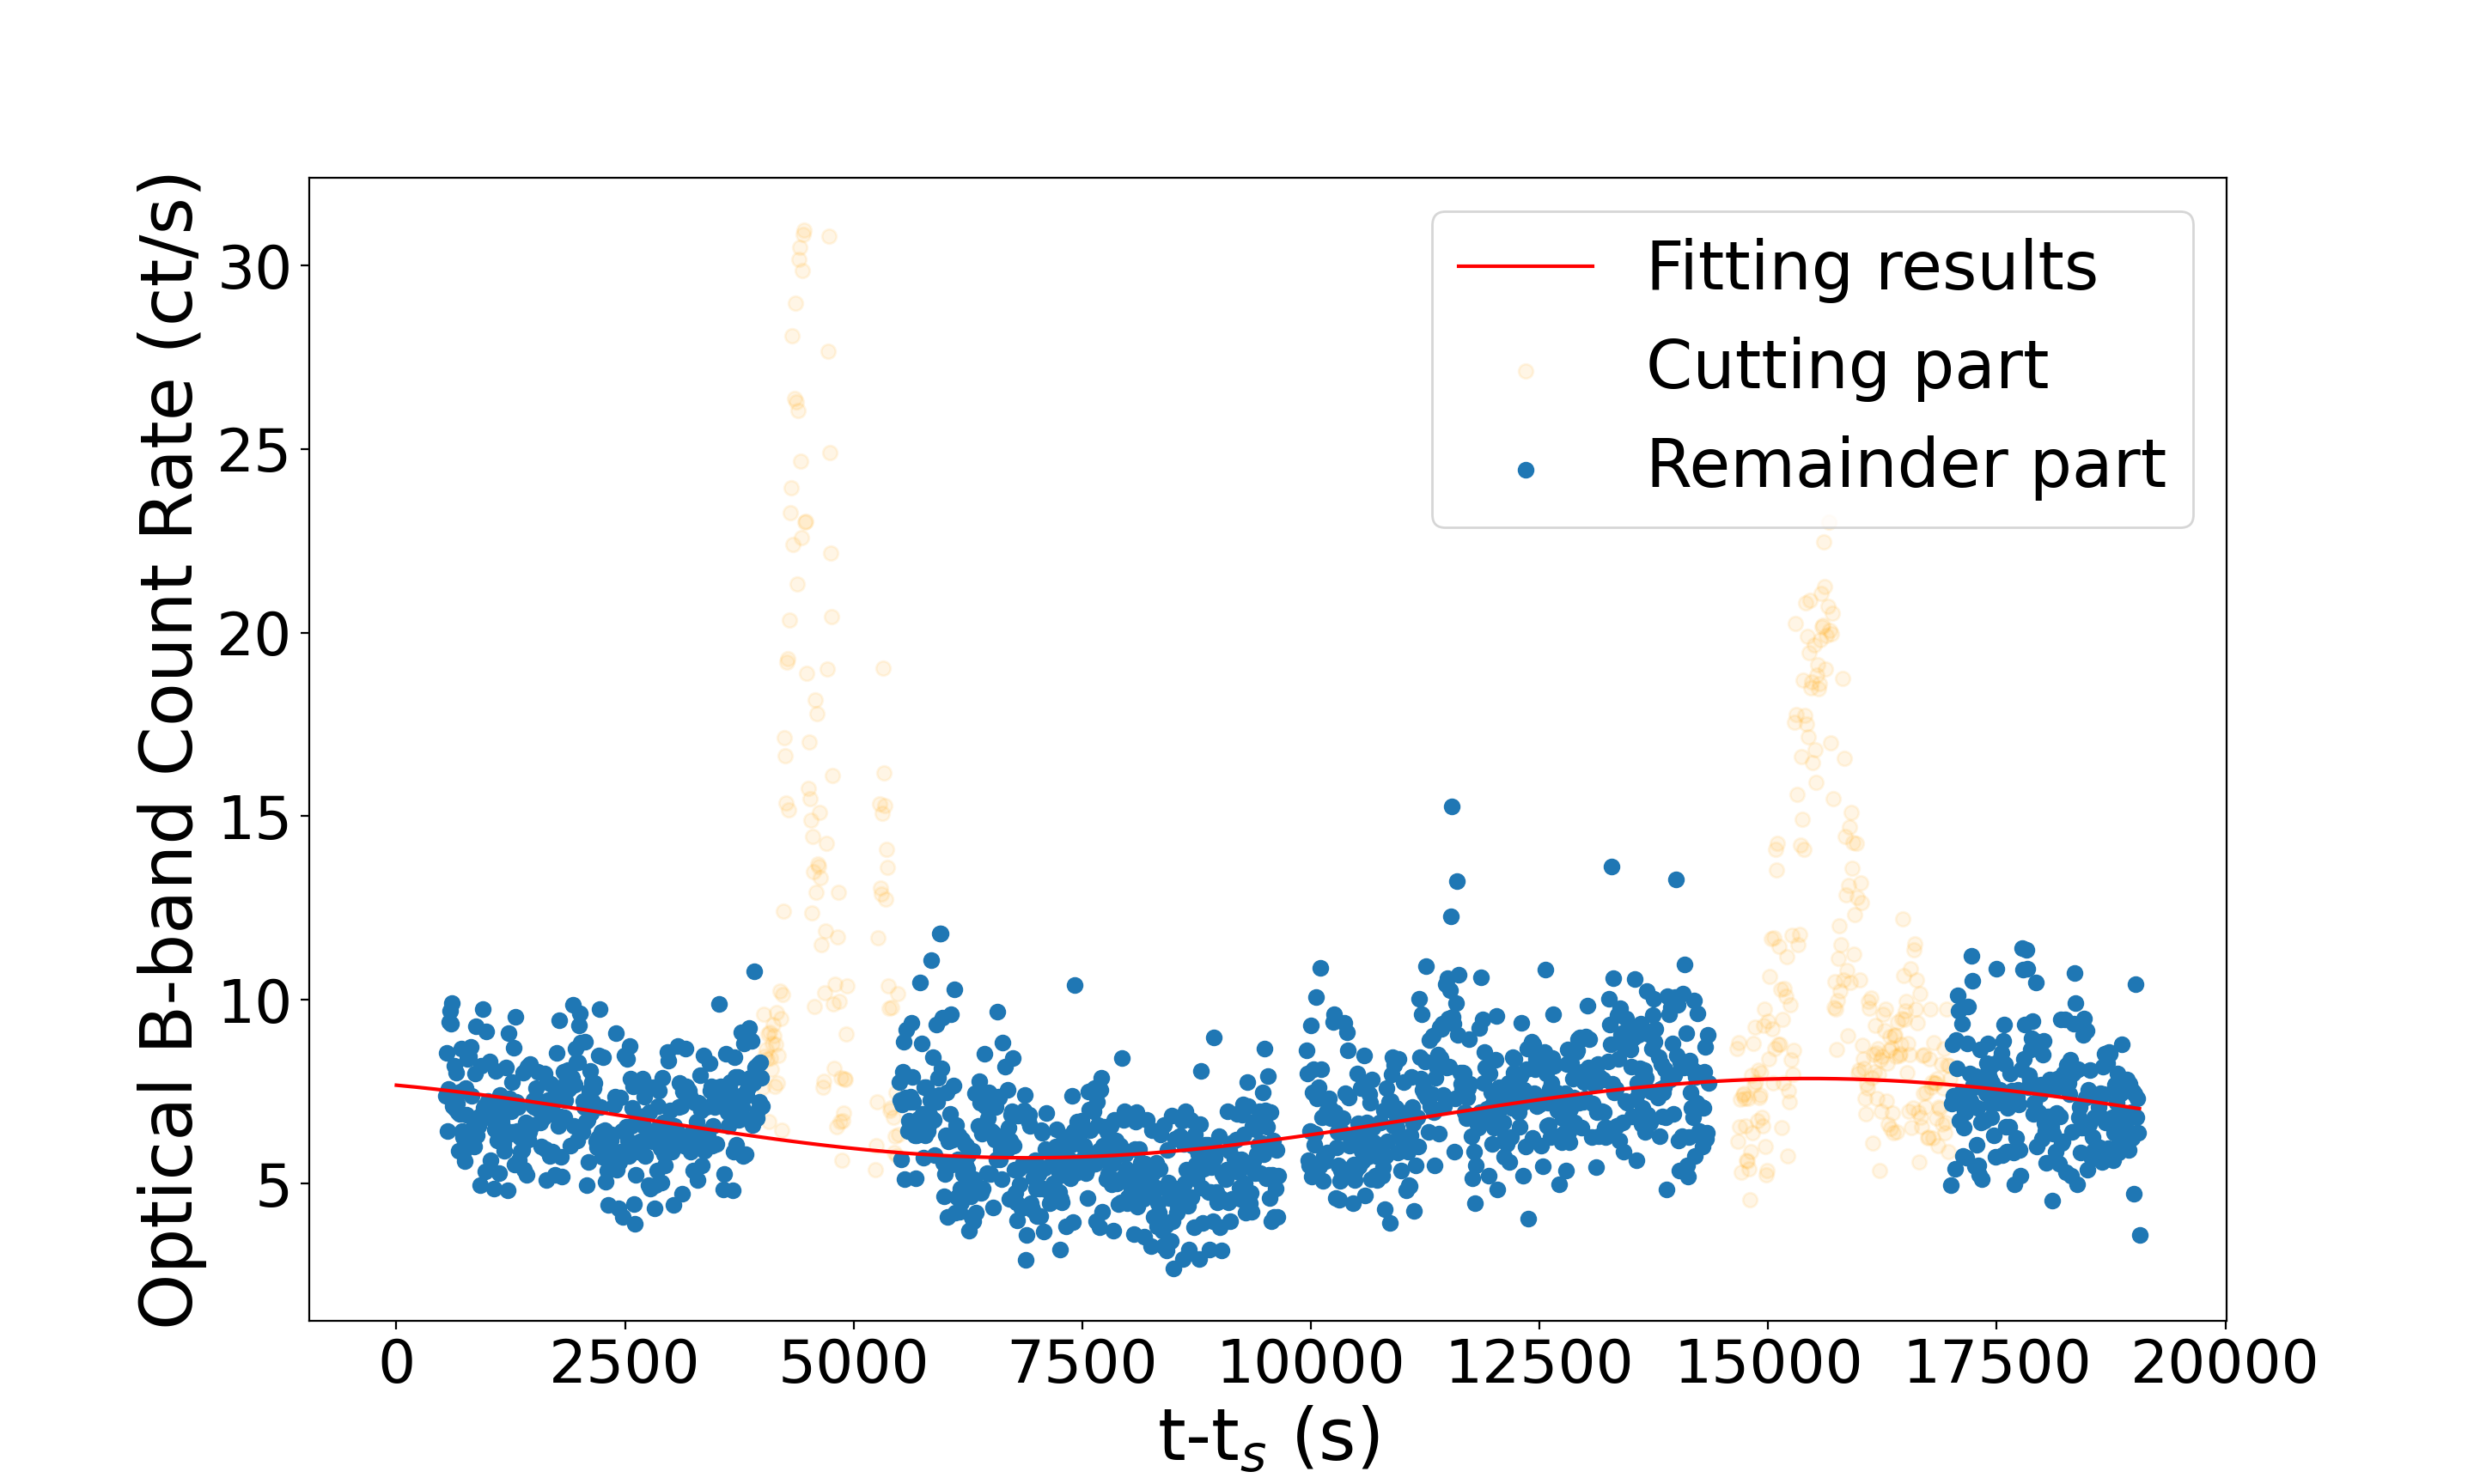 Optical B-band Count Rate (ct/s)
30
25
20
15
10
5
Fitting results
Cutting part
Remainder part
0 2500 5000 7500 10000 12500 15000 17500 20000
t-tₛ (s)